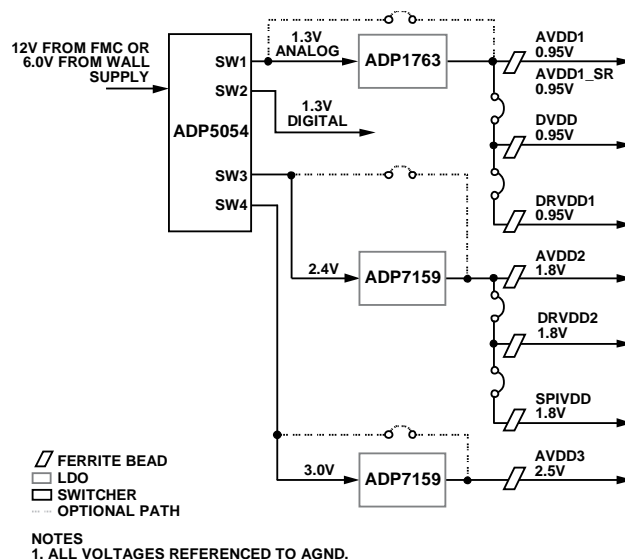 12V FROM FMC OR
6.0V FROM WALL
SUPPLY
ADP5054
SW1
SW2
SW3
SW4
1.3V
ANALOG
ADP1763
1.3V
DIGITAL
AVDD1
0.95V
AVDD1_SR
0.95V
DVDD
0.95V
DRVDD1
0.95V
2.4V
ADP7159
AVDD2
1.8V
DRVDD2
1.8V
SPIVDD
1.8V
3.0V
ADP7159
AVDD3
2.5V
FERRITE BEAD
LDO
SWITCHER
OPTIONAL PATH
NOTES
1. ALL VOLTAGES REFERENCED TO AGND.